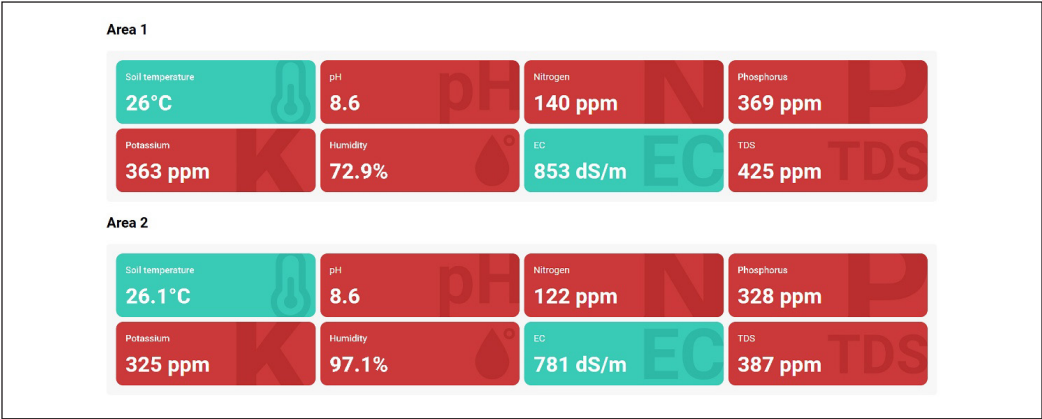 Area 1
Soil temperature
26°C
pH
8.6
pH
Nitrogen
140 ppm
N
Phosphorus
369 ppm
P
Potassium
363 ppm
K
Humidity
72.9%
EC
853 dS/m
EC
TDS
425 ppm
TDS
Area 2
Soil temperature
26.1°C
pH
8.6
pH
Nitrogen
122 ppm
N
Phosphorus
328 ppm
P
Potassium
325 ppm
K
Humidity
97.1%
EC
781 dS/m
EC
TDS
387 ppm
TDS